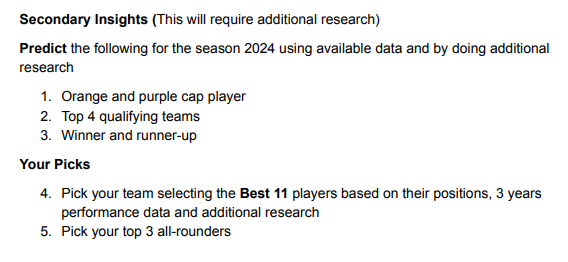 Secondary Insights (This will require additional research)
Predict the following for the season 2024 using available data and by doing additional
research
1. Orange and purple cap player
2. Top 4 qualifying teams
3. Winner and runner-up
Your Picks
4. Pick your team selecting the Best 11 players based on their positions, 3 years
performance data and additional research
5. Pick your top 3 all-rounders